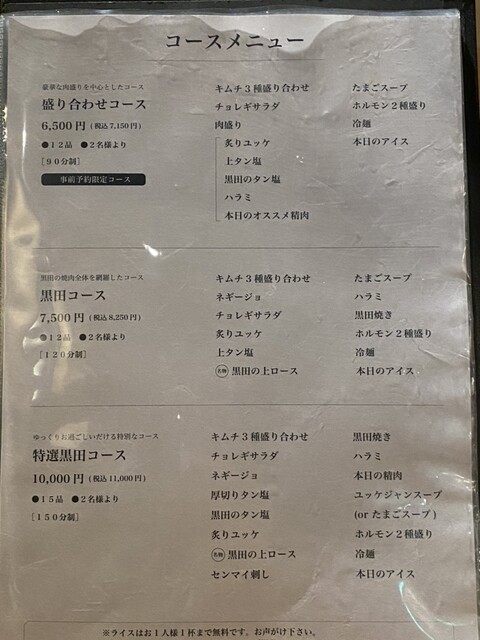 コースメニュー
豪華な肉盛りを中心としたコース
盛り合わせコース
6,500円 (税込7,150円)
●12品 ●2名様より
[90分制]
事前予約限定コース
キムチ3種盛り合わせ
チョレギサラダ
肉盛り
炙りユッケ
上タン塩
黒田のタン塩
ハラミ
本日のオススメ精肉
たまごスープ
ホルモン2種盛り
冷麺
本日のアイス
黒田の焼肉全体を網羅したコース
黒田コース
7,500円 (税込8,250円)
●12品 ●2名様より
[120分制]
キムチ3種盛り合わせ
ネギージョ
チョレギサラダ
炙りユッケ
上タン塩
名物 黒田の上ロース
たまごスープ
ハラミ
黒田焼き
ホルモン2種盛り
冷麺
本日のアイス
ゆっくりお過ごしいだける特別なコース
特選黒田コース
10,000円 (税込11,000円)
●15品 ●2名様より
[150分制]
キムチ3種盛り合わせ
チョレギサラダ
ネギージョ
厚切りタン塩
黒田のタン塩
炙りユッケ
名物 黒田の上ロース
センマイ刺し
黒田焼き
ハラミ
本日の精肉
ユッケジャンスープ
(or たまごスープ)
ホルモン2種盛り
冷麺
本日のアイス
※ライスはお1人様1杯まで無料です。お声がけ下さい。